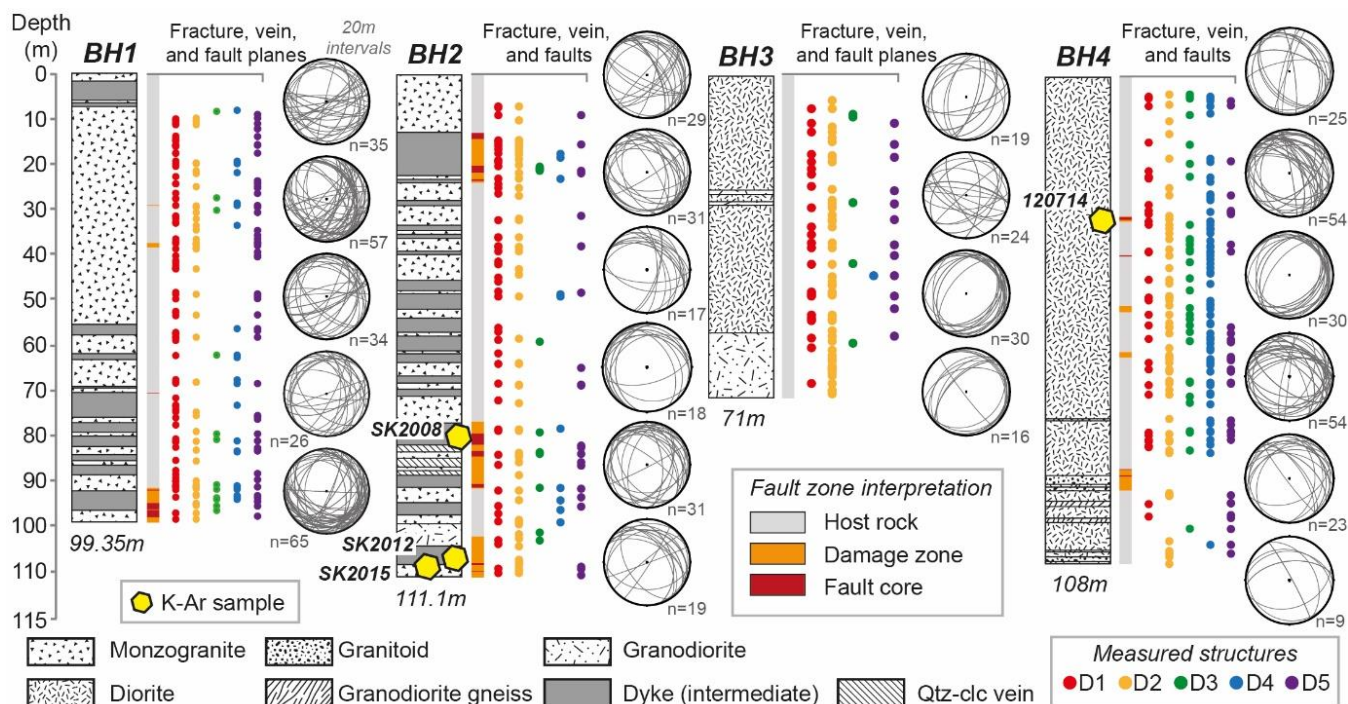 Depth
(m)
0
10
20
30
40
50
60
70
80
90
100
110
115
BH1
Fracture, vein,
and fault planes
20m
intervals
n=35
n=57
n=34
n=26
n=65
99.35m
BH2
Fracture, vein,
and faults
n=29
n=31
n=17
n=18
n=31
n=19
SK2008
SK2012
SK2015
111.1m
BH3
Fracture, vein,
and fault planes
n=19
n=24
n=30
n=16
71m
BH4
Fracture, vein,
and faults
120714
n=25
n=54
n=30
n=54
n=23
n=9
108m
K-Ar sample
Fault zone interpretation
Host rock
Damage zone
Fault core
Monzogranite
Granitoid
Granodiorite
Diorite
Granodiorite gneiss
Dyke (intermediate)
Qtz-clc vein
Measured structures
D1 D2 D3 D4 D5